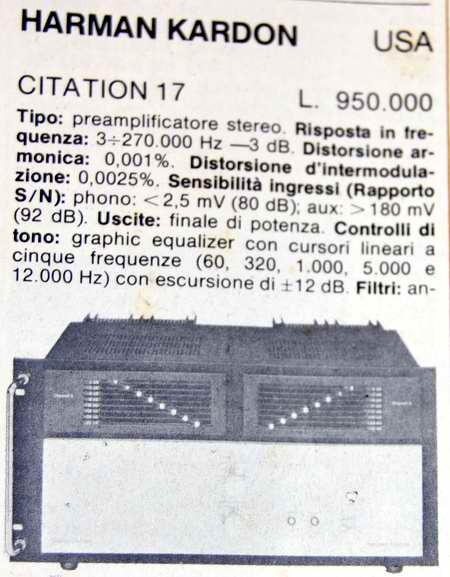 HARMAN KARDON USA
CITATION 17 L. 950.000
Tipo: preamplificatore stereo. Risposta in fre-
quenza: 3÷270.000 Hz —3 dB. Distorsione ar-
monica: 0,001%. Distorsione d'intermodula-
zione: 0,0025%. Sensibilità ingressi (Rapporto
S/N): phono: < 2,5 mV (80 dB); aux: > 180 mV
(92 dB). Uscite: finale di potenza. Controlli di
tono: graphic equalizer con cursori lineari a
cinque frequenze (60, 320, 1.000, 5.000 e
12.000 Hz) con escursione di ±12 dB. Filtri: an-